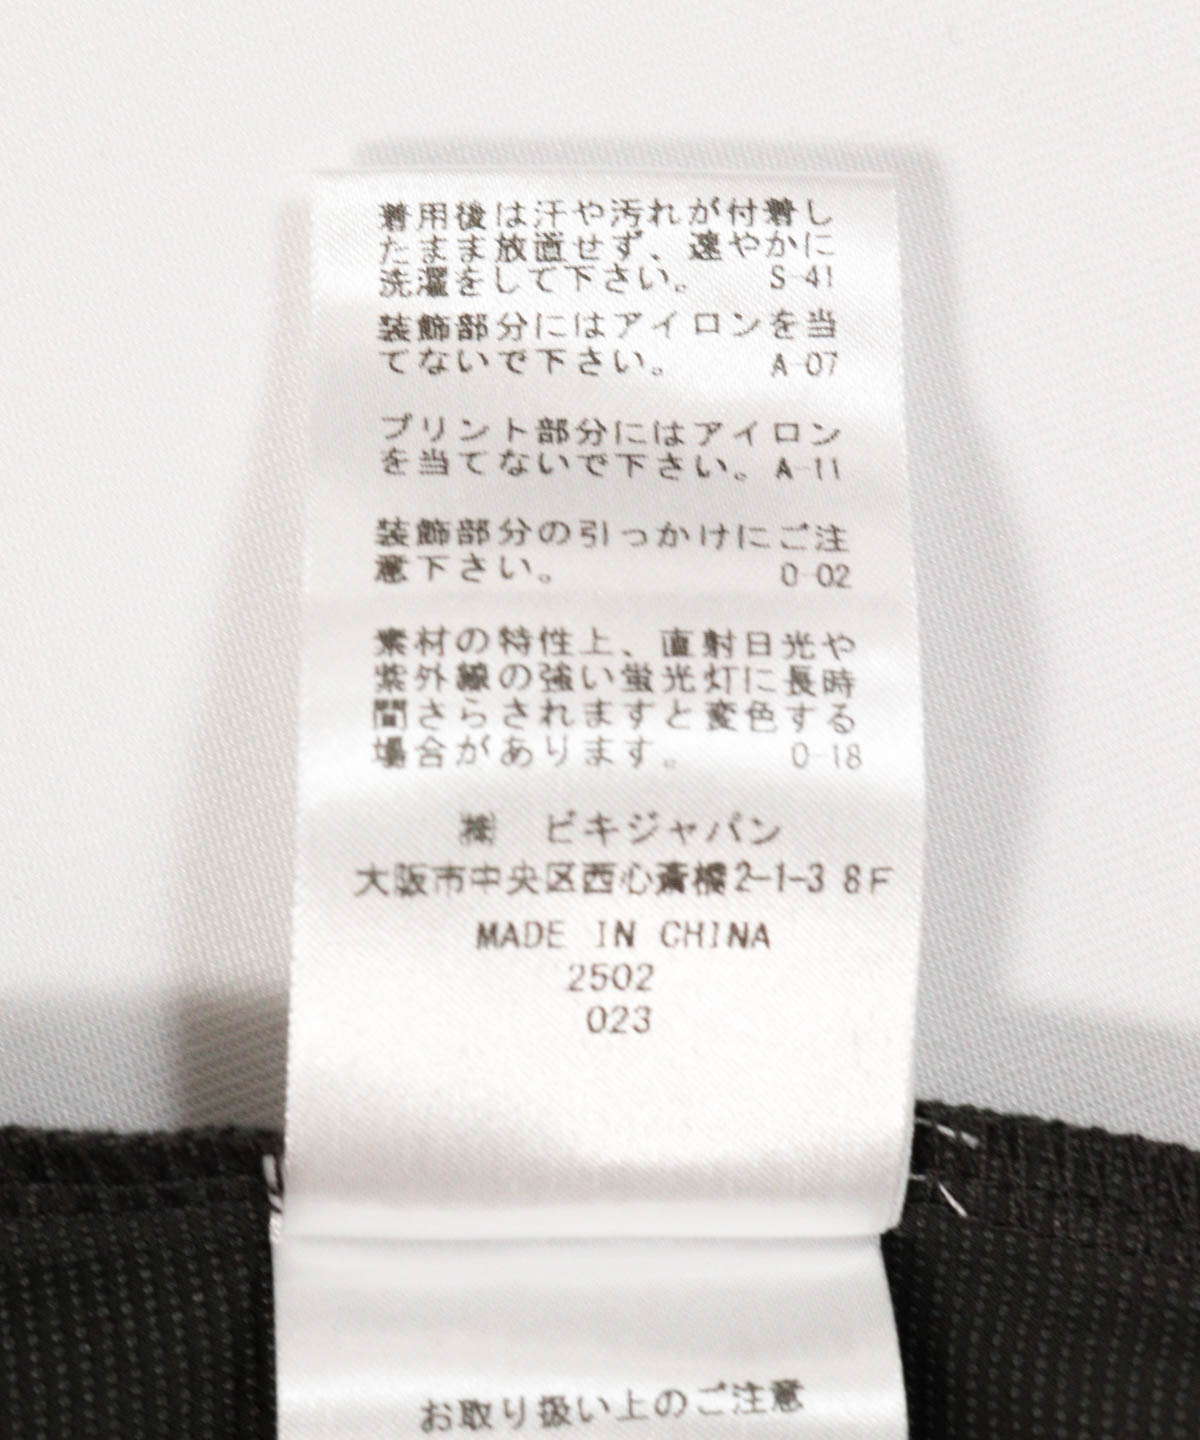 着用後は汗や汚れが付着し
たまま放置せず、速やかに
洗濯をして下さい。 S-41
装飾部分にはアイロンを当
てないで下さい。 A-07
プリント部分にはアイロン
を当てないで下さい。A-11
装飾部分の引っかけにご注
意下さい。 0-02
素材の特性上、直射日光や
紫外線の強い蛍光灯に長時
間さらされますと変色する
場合があります。 0-18
㈱ ビキジャパン
大阪市中央区西心斎橋2-1-3 8F
MADE IN CHINA
2502
023
お取り扱い上のご注意